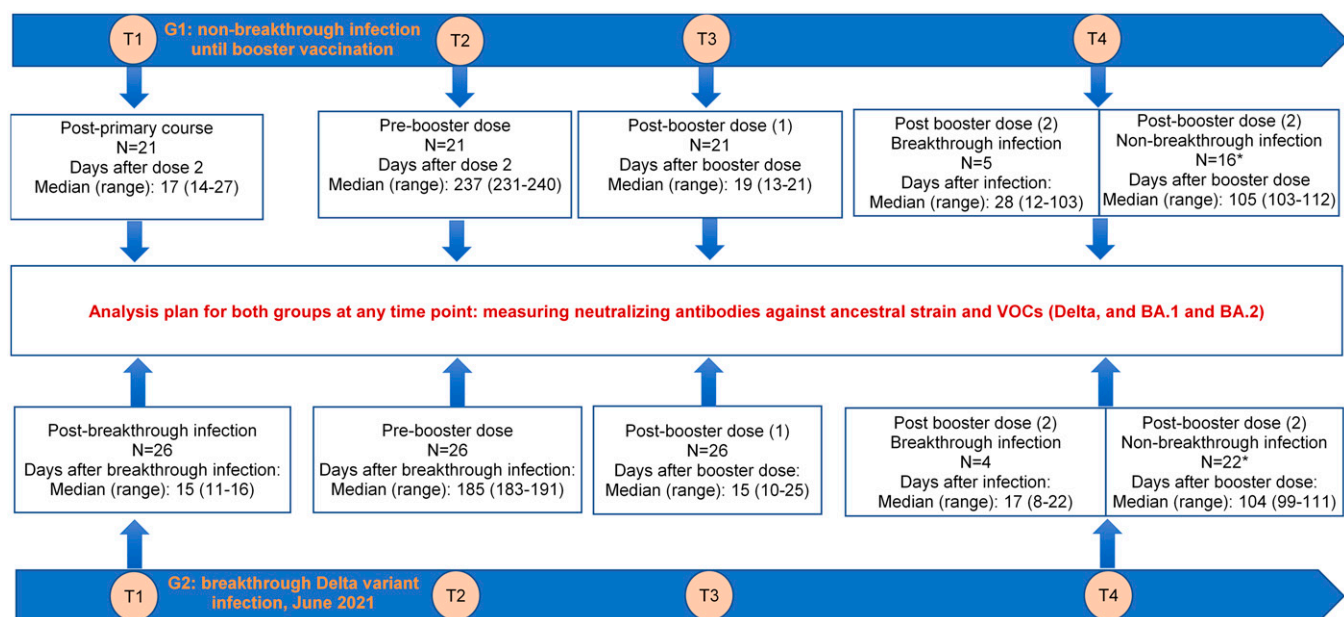 T1
G1: non-breakthrough infection
until booster vaccination
T2
T3
T4
Post-primary course
N=21
Days after dose 2
Median (range): 17 (14-27)
Pre-booster dose
N=21
Days after dose 2
Median (range): 237 (231-240)
Post-booster dose (1)
N=21
Days after booster dose
Median (range): 19 (13-21)
Post booster dose (2)
Breakthrough infection
N=5
Days after infection:
Median (range): 28 (12-103)
Post-booster dose (2)
Non-breakthrough infection
N=16*
Days after booster dose
Median (range): 105 (103-112)
Analysis plan for both groups at any time point: measuring neutralizing antibodies against ancestral strain and VOCs (Delta, and BA.1 and BA.2)
Post-breakthrough infection
N=26
Days after breakthrough infection:
Median (range): 15 (11-16)
Pre-booster dose
N=26
Days after breakthrough infection:
Median (range): 185 (183-191)
Post-booster dose (1)
N=26
Days after booster dose:
Median (range): 15 (10-25)
Post booster dose (2)
Breakthrough infection
N=4
Days after infection:
Median (range): 17 (8-22)
Post-booster dose (2)
Non-breakthrough infection
N=22*
Days after booster dose:
Median (range): 104 (99-111)
T1
G2: breakthrough Delta variant
infection, June 2021
T2
T3
T4